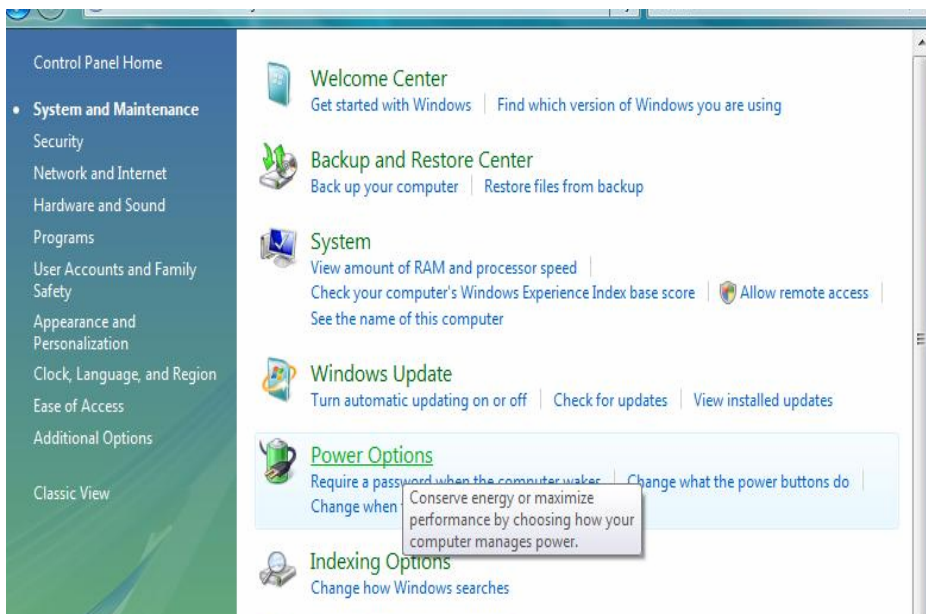 Control Panel Home
System and Maintenance
Security
Network and Internet
Hardware and Sound
Programs
User Accounts and Family
Safety
Appearance and
Personalization
Clock, Language, and Region
Ease of Access
Additional Options
Classic View
Welcome Center
Get started with Windows | Find which version of Windows you are using
Backup and Restore Center
Back up your computer | Restore files from backup
System
View amount of RAM and processor speed |
Check your computer's Windows Experience Index base score | Allow remote access |
See the name of this computer
Windows Update
Turn automatic updating on or off | Check for updates | View installed updates
Power Options
Require a password when the computer wakes | Change what the power buttons do |
Change when
Conserve energy or maximize
performance by choosing how your
computer manages power.
Indexing Options
Change how Windows searches